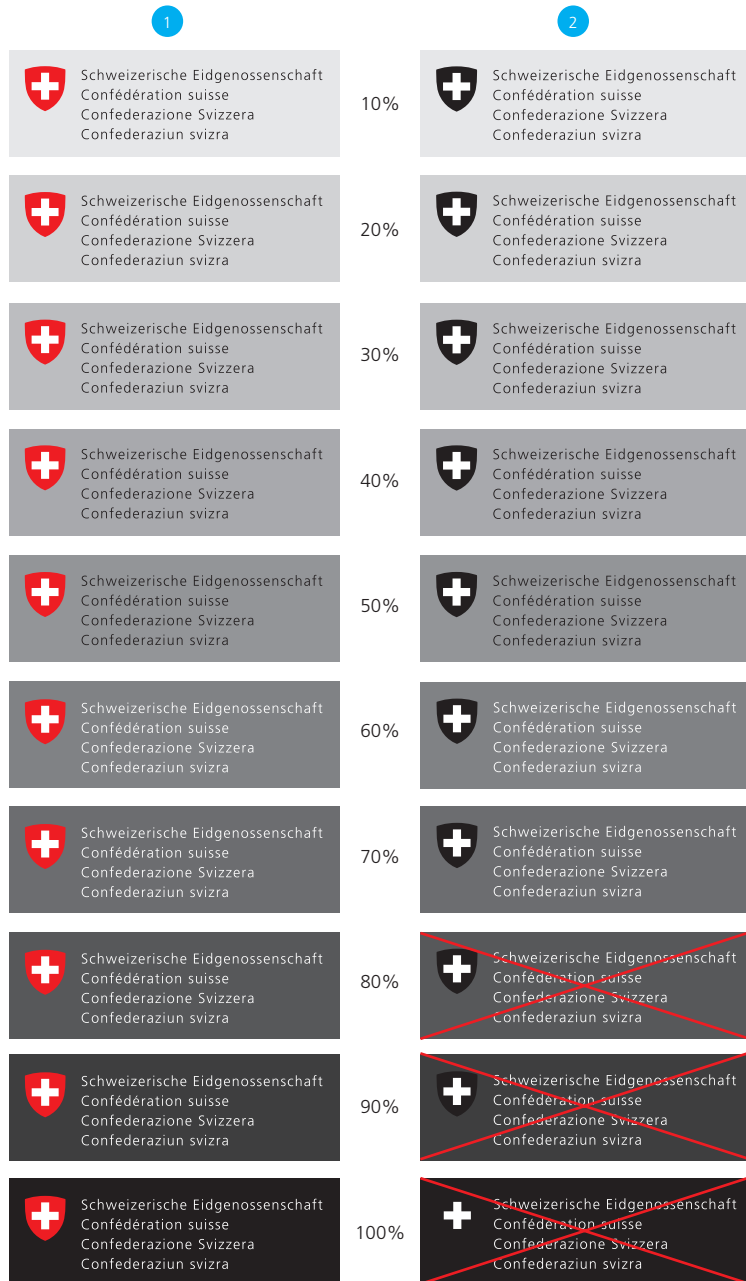 1
2
Schweizerische Eidgenossenschaft
Confédération suisse
Confederazione Svizzera
Confederaziun svizra
10%
Schweizerische Eidgenossenschaft
Confédération suisse
Confederazione Svizzera
Confederaziun svizra
Schweizerische Eidgenossenschaft
Confédération suisse
Confederazione Svizzera
Confederaziun svizra
20%
Schweizerische Eidgenossenschaft
Confédération suisse
Confederazione Svizzera
Confederaziun svizra
Schweizerische Eidgenossenschaft
Confédération suisse
Confederazione Svizzera
Confederaziun svizra
30%
Schweizerische Eidgenossenschaft
Confédération suisse
Confederazione Svizzera
Confederaziun svizra
Schweizerische Eidgenossenschaft
Confédération suisse
Confederazione Svizzera
Confederaziun svizra
40%
Schweizerische Eidgenossenschaft
Confédération suisse
Confederazione Svizzera
Confederaziun svizra
Schweizerische Eidgenossenschaft
Confédération suisse
Confederazione Svizzera
Confederaziun svizra
50%
Schweizerische Eidgenossenschaft
Confédération suisse
Confederazione Svizzera
Confederaziun svizra
Schweizerische Eidgenossenschaft
Confédération suisse
Confederazione Svizzera
Confederaziun svizra
60%
Schweizerische Eidgenossenschaft
Confédération suisse
Confederazione Svizzera
Confederaziun svizra
Schweizerische Eidgenossenschaft
Confédération suisse
Confederazione Svizzera
Confederaziun svizra
70%
Schweizerische Eidgenossenschaft
Confédération suisse
Confederazione Svizzera
Confederaziun svizra
Schweizerische Eidgenossenschaft
Confédération suisse
Confederazione Svizzera
Confederaziun svizra
80%
Schweizerische Eidgenossenschaft
Confédération suisse
Confederazione Svizzera
Confederaziun svizra
Schweizerische Eidgenossenschaft
Confédération suisse
Confederazione Svizzera
Confederaziun svizra
90%
Schweizerische Eidgenossenschaft
Confédération suisse
Confederazione Svizzera
Confederaziun svizra
Schweizerische Eidgenossenschaft
Confédération suisse
Confederazione Svizzera
Confederaziun svizra
100%
Schweizerische Eidgenossenschaft
Confédération suisse
Confederazione Svizzera
Confederaziun svizra